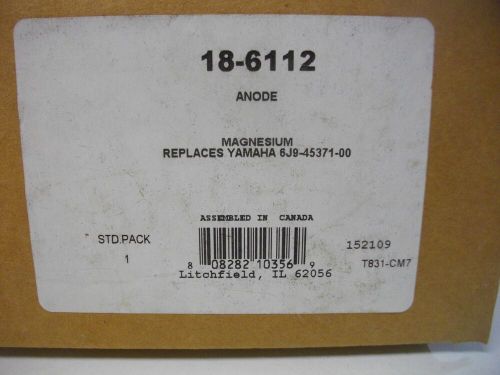 18-6112
ANODE
MAGNESIUM
REPLACES YAMAHA 6J9-45371-00
ASSEMBLED IN CANADA
STD.PACK
1
8 08282 10356 9
152109
Litchfield, IL 62056
T831-CM7